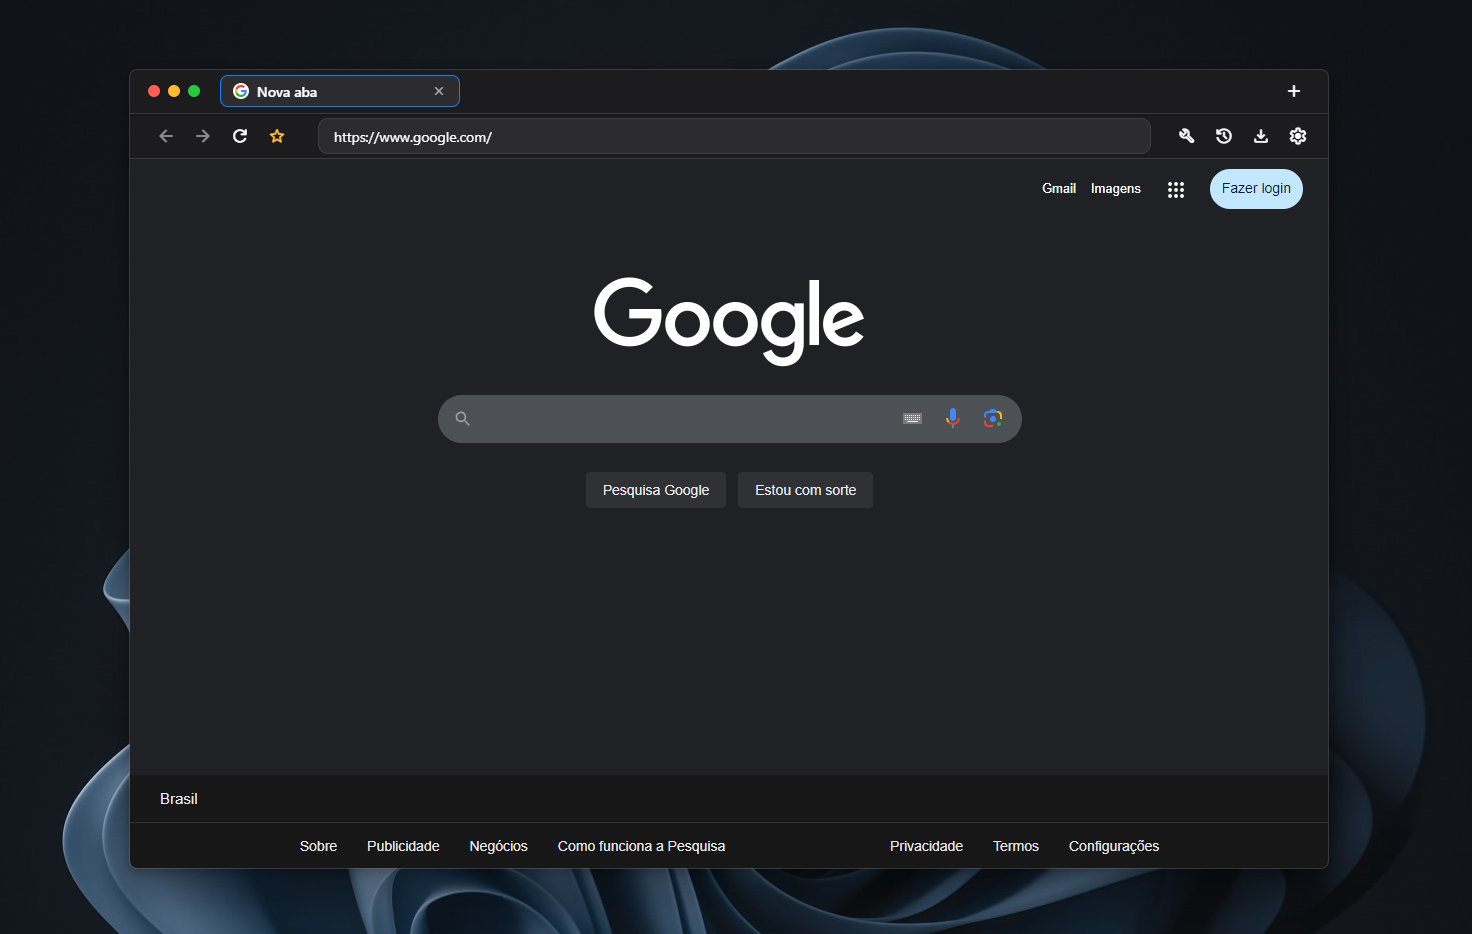 Nova aba
https://www.google.com/
Gmail Imagens Fazer login
Google
Pesquisa Google Estou com sorte
Brasil
Sobre Publicidade Negócios Como funciona a Pesquisa Privacidade Termos Configurações